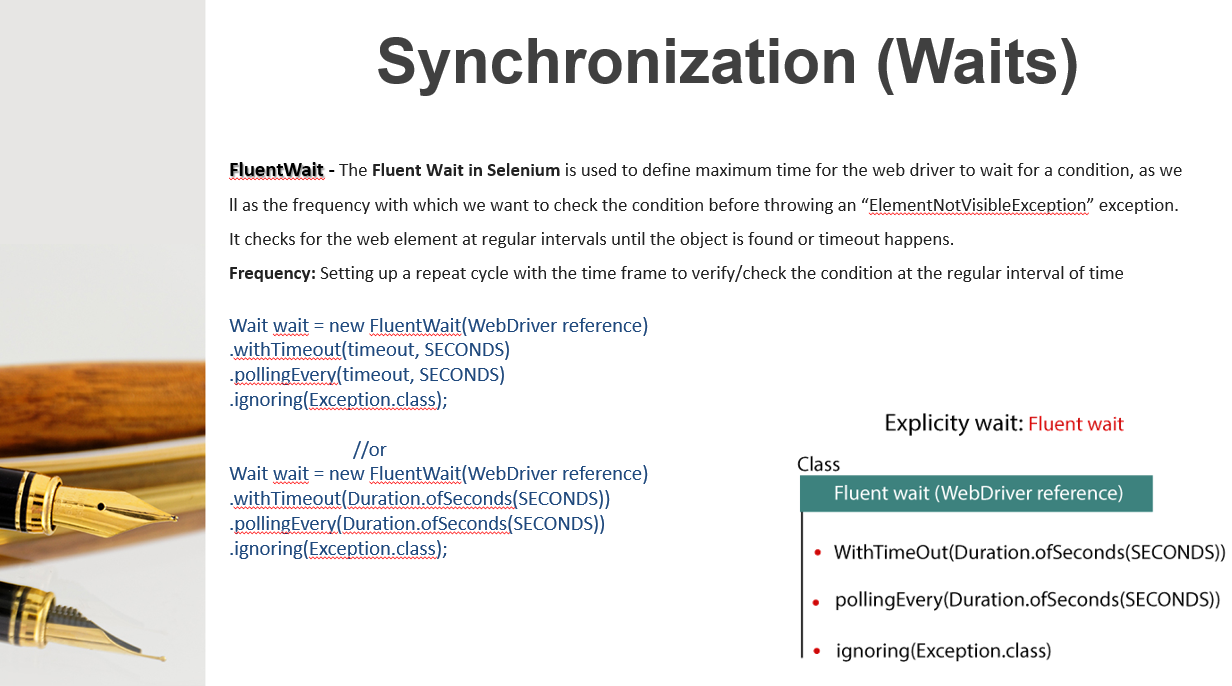 Synchronization (Waits)
FluentWait - The Fluent Wait in Selenium is used to define maximum time for the web driver to wait for a condition, as we
ll as the frequency with which we want to check the condition before throwing an “ElementNotVisibleException” exception.
It checks for the web element at regular intervals until the object is found or timeout happens.
Frequency: Setting up a repeat cycle with the time frame to verify/check the condition at the regular interval of time
Wait wait = new FluentWait(WebDriver reference)
.withTimeout(timeout, SECONDS)
.pollingEvery(timeout, SECONDS)
.ignoring(Exception.class);
//or
Wait wait = new FluentWait(WebDriver reference)
.withTimeout(Duration.ofSeconds(SECONDS))
.pollingEvery(Duration.ofSeconds(SECONDS))
.ignoring(Exception.class);
Explicity wait: Fluent wait
Class
Fluent wait (WebDriver reference)
• WithTimeOut(Duration.ofSeconds(SECONDS))
• pollingEvery(Duration.ofSeconds(SECONDS))
• ignoring(Exception.class)